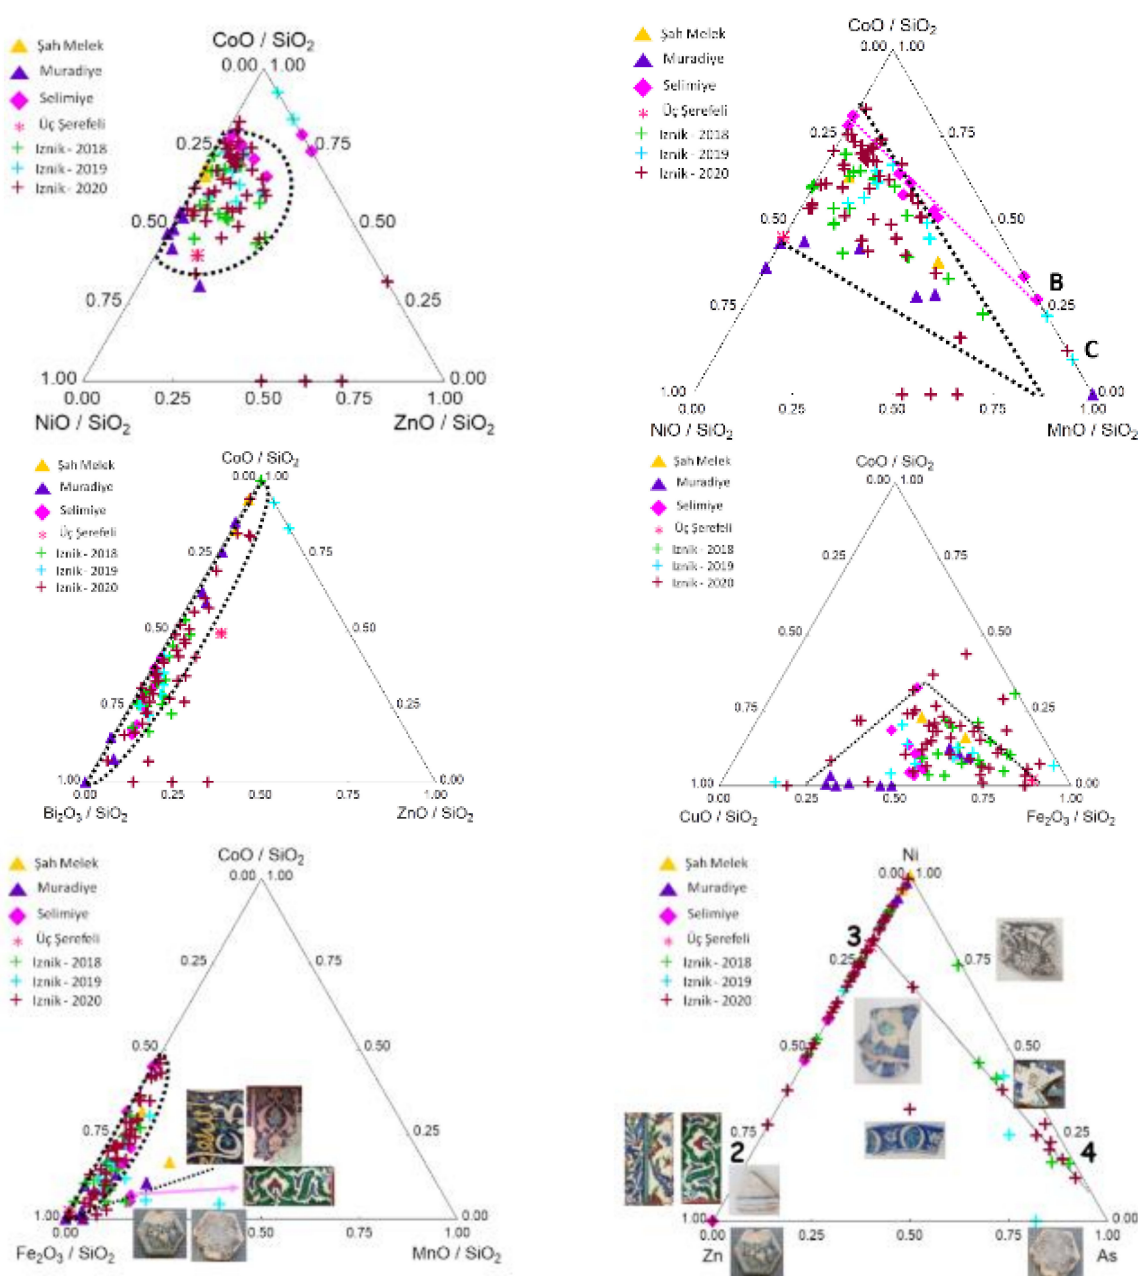 CoO / SiO₂
0.00 1.00
Şah Melek
Muradiye
Selimiye
Üç Şerefeli
Iznik - 2018
Iznik - 2019
Iznik - 2020
0.25
0.75
0.50
0.50
0.75
0.25
1.00
0.00
0.00
0.25
0.50
0.75
1.00
NiO / SiO₂
ZnO / SiO₂
CoO / SiO₂
0.00 1.00
Şah Melek
Muradiye
Selimiye
Üç Şerefeli
Iznik - 2018
Iznik - 2019
Iznik - 2020
0.25
0.75
0.50
0.50
B
0.75
0.25
C
1.00
0.00
0.00
0.25
0.50
0.75
1.00
NiO / SiO₂
MnO / SiO₂
CoO / SiO₂
0.00 1.00
Şah Melek
Muradiye
Selimiye
Üç Şerefeli
Iznik - 2018
Iznik - 2019
Iznik - 2020
0.25
0.75
0.50
0.50
0.75
0.25
1.00
0.00
0.00
0.25
0.50
0.75
1.00
Bi₂O₃ / SiO₂
ZnO / SiO₂
CoO / SiO₂
0.00 1.00
Şah Melek
Muradiye
Selimiye
Üç Şerefeli
Iznik - 2018
Iznik - 2019
Iznik - 2020
0.25
0.75
0.50
0.50
0.75
0.25
1.00
0.00
0.00
0.25
0.50
0.75
1.00
CuO / SiO₂
Fe₂O₃ / SiO₂
CoO / SiO₂
0.00 1.00
Şah Melek
Muradiye
Selimiye
Üç Şerefeli
Iznik - 2018
Iznik - 2019
Iznik - 2020
0.25
0.75
0.50
0.50
0.75
0.25
1.00
0.00
0.00
0.25
0.50
0.75
1.00
Fe₂O₃ / SiO₂
MnO / SiO₂
Ni
0.00 1.00
Şah Melek
Muradiye
Selimiye
Üç Şerefeli
Iznik - 2018
Iznik - 2019
Iznik - 2020
3
0.25
0.75
0.50
0.50
0.75
0.25
2
4
1.00
0.00
0.00
0.25
0.50
0.75
1.00
Zn
As